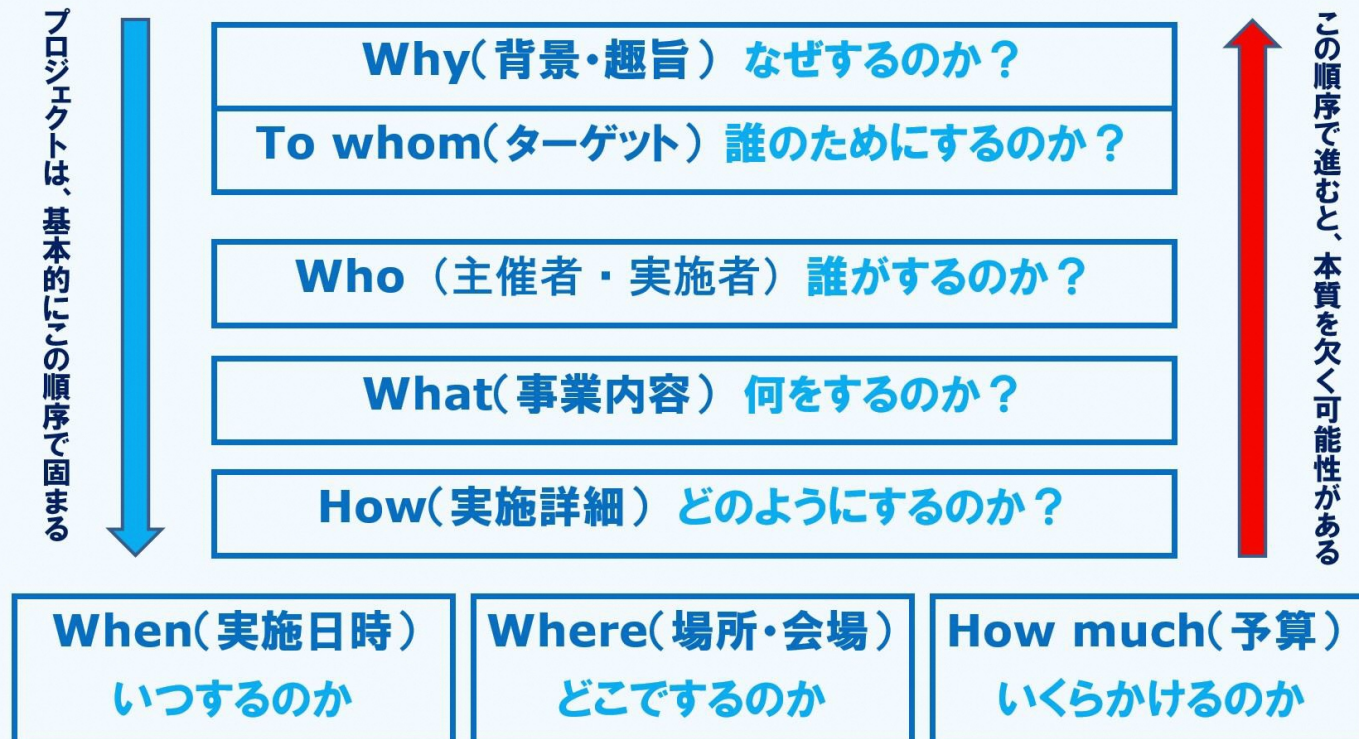 プロジェクトは、基本的にこの順序で固まる
Why(背景・趣旨) なぜするのか？
To whom(ターゲット) 誰のためにするのか？
Who（主催者・実施者）誰がするのか？
What(事業内容) 何をするのか？
How(実施詳細) どのようにするのか？
この順序で進むと、本質を欠く可能性がある
When(実施日時)
いつするのか
Where(場所・会場)
どこでするのか
How much(予算)
いくらかけるのか